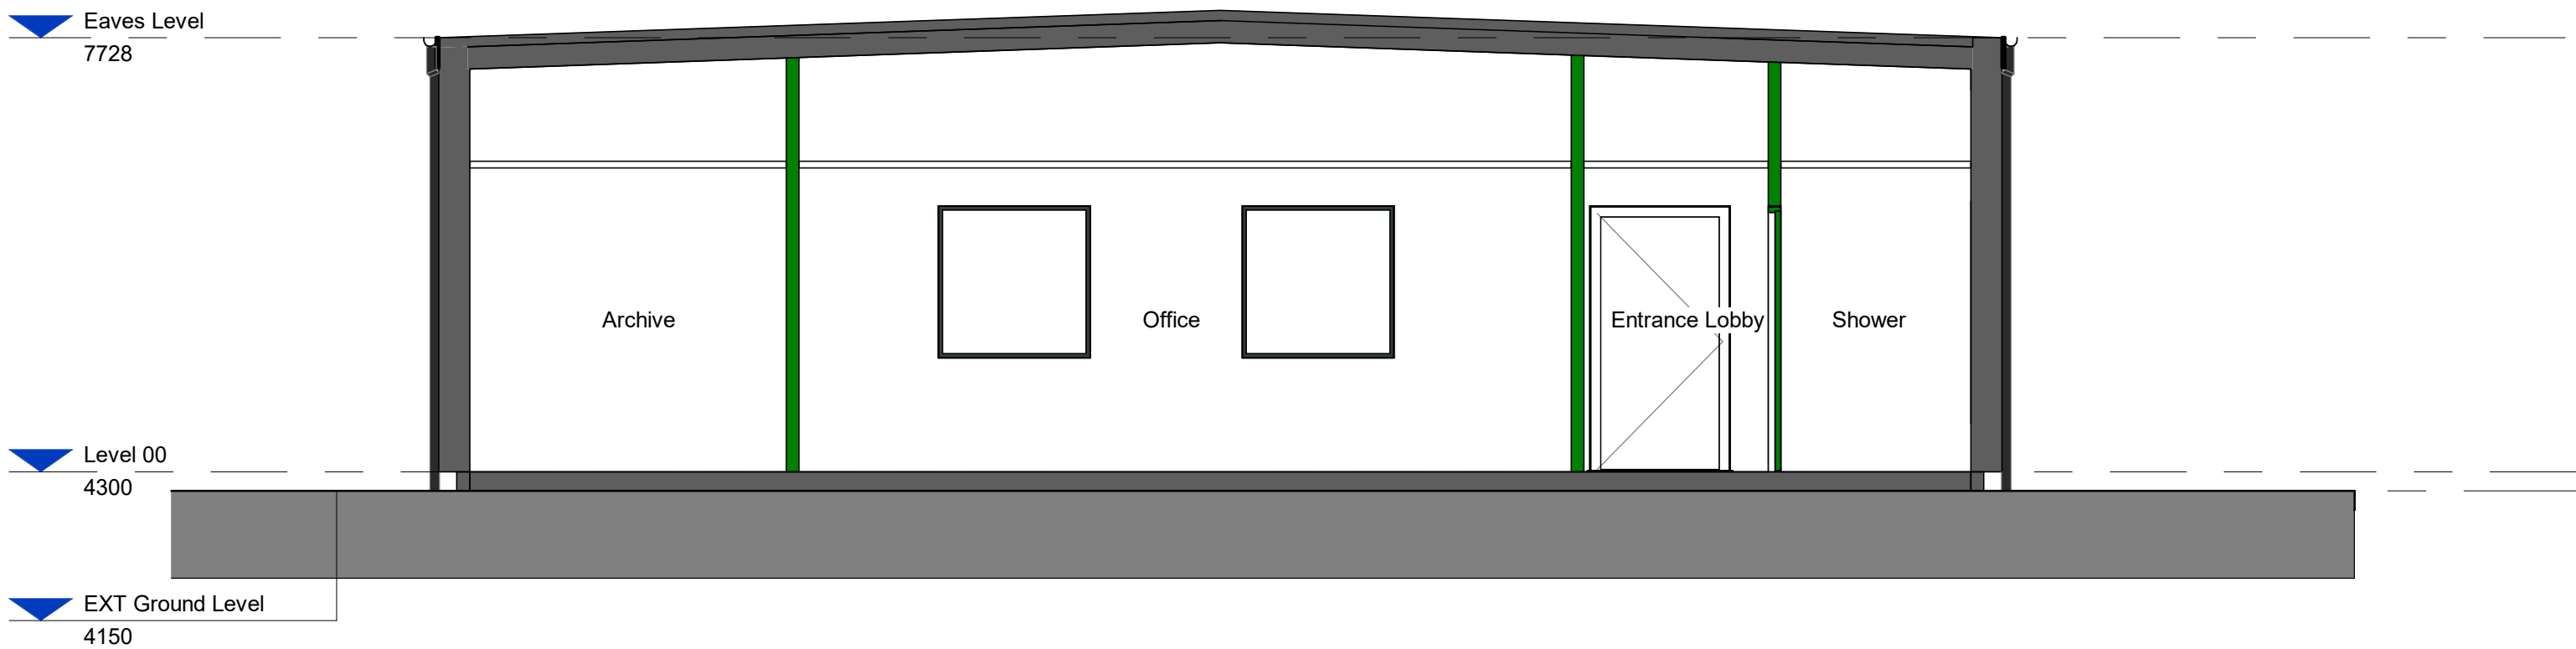 Eaves Level
7728
Archive
Office
Entrance Lobby
Shower
Level 00
4300
EXT Ground Level
4150